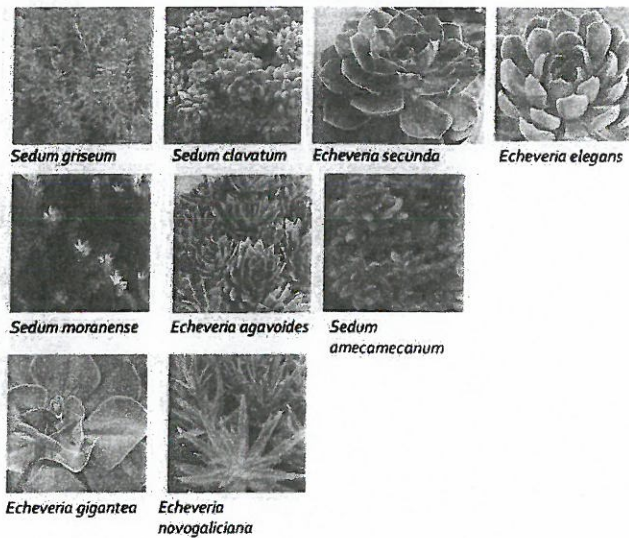 Sedum griseum
Sedum clavatum
Echeveria secunda
Echeveria elegans
Sedum moranense
Echeveria agavoides
Sedum
amecamecanum
Echeveria gigantea
Echeveria
novogaliciana